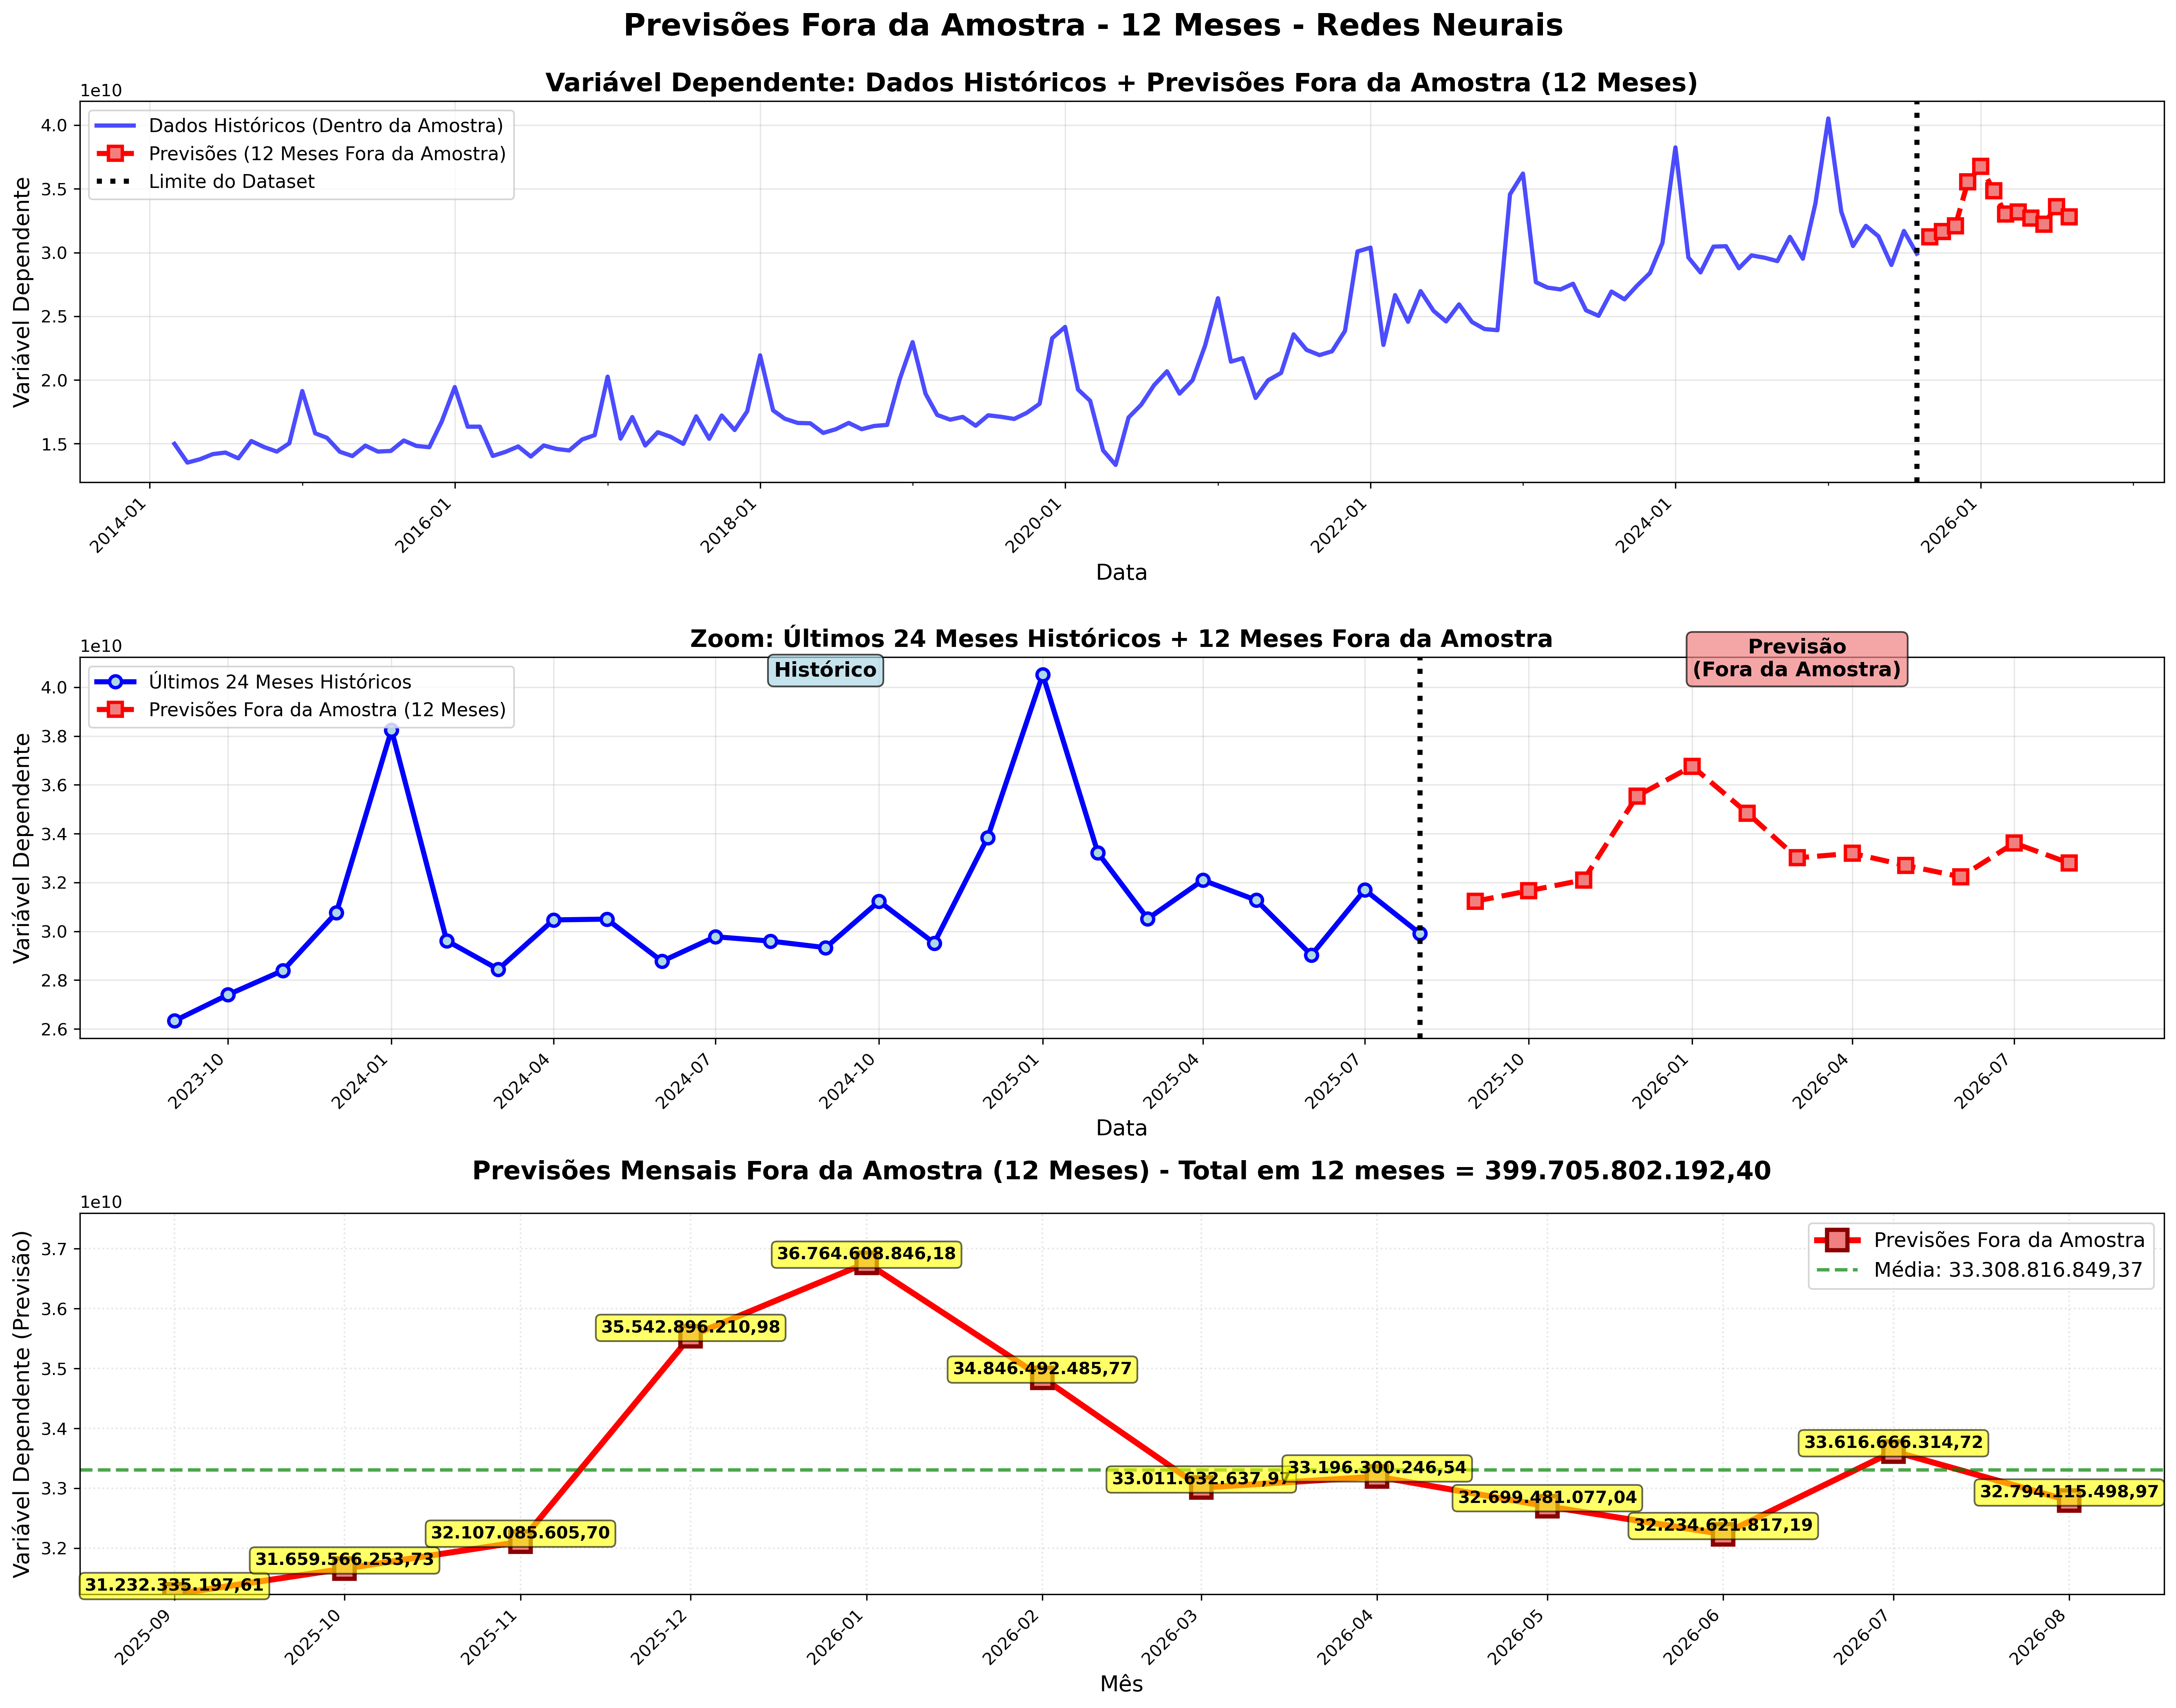 Previsões Fora da Amostra - 12 Meses - Redes Neurais
Variável Dependente: Dados Históricos + Previsões Fora da Amostra (12 Meses)
1e10
Dados Históricos (Dentro da Amostra)
Previsões (12 Meses Fora da Amostra)
Limite do Dataset
Variável Dependente
4.0
3.5
3.0
2.5
2.0
1.5
2014-01
2016-01
2018-01
2020-01
2022-01
2024-01
2026-01
Data
Zoom: Últimos 24 Meses Históricos + 12 Meses Fora da Amostra
1e10
Últimos 24 Meses Históricos
Previsões Fora da Amostra (12 Meses)
Histórico
Previsão
(Fora da Amostra)
Variável Dependente
4.0
3.8
3.6
3.4
3.2
3.0
2.8
2.6
2023-10
2024-01
2024-04
2024-07
2024-10
2025-01
2025-04
2025-07
2025-10
2026-01
2026-04
2026-07
Data
Previsões Mensais Fora da Amostra (12 Meses) - Total em 12 meses = 399.705.802.192,40
1e10
Previsões Fora da Amostra
Média: 33.308.816.849,37
Variável Dependente (Previsão)
3.7
3.6
3.5
3.4
3.3
3.2
31.232.335.197,61
31.659.566.253,73
32.107.085.605,70
35.542.896.210,98
36.764.608.846,18
34.846.492.485,77
33.011.632.637,97
33.196.300.246,54
32.699.481.077,04
32.234.621.817,19
33.616.666.314,72
32.794.115.498,97
2025-09
2025-10
2025-11
2025-12
2026-01
2026-02
2026-03
2026-04
2026-05
2026-06
2026-07
2026-08
Mês